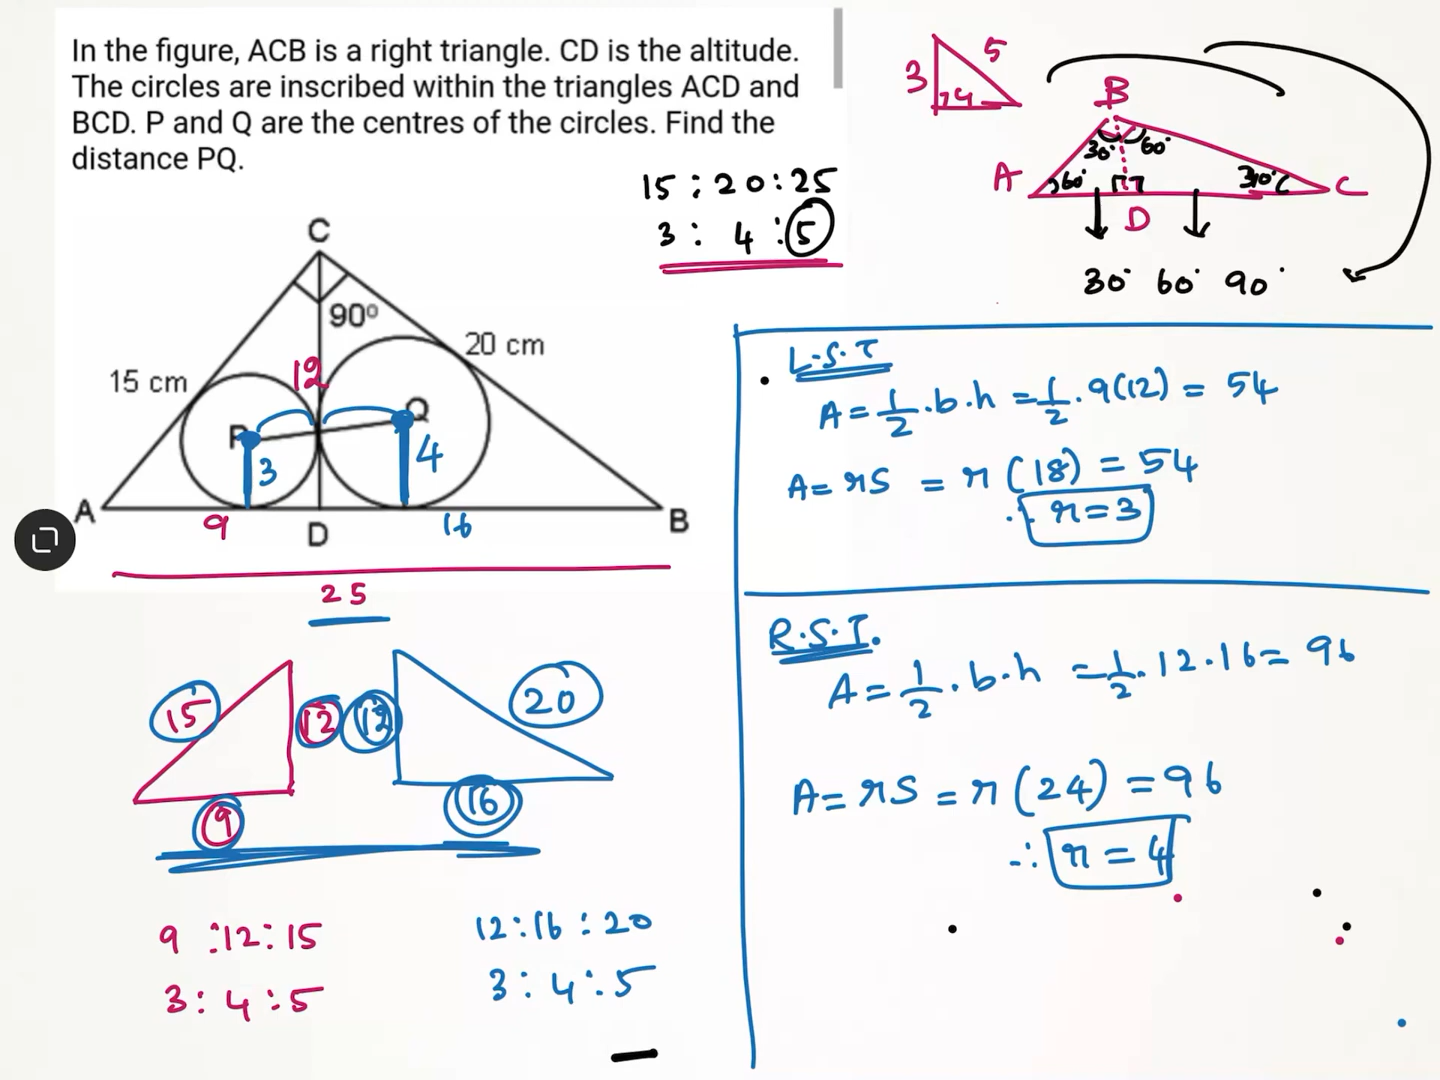 In the figure, ACB is a right triangle. CD is the altitude.
The circles are inscribed within the triangles ACD and
BCD. P and Q are the centres of the circles. Find the
distance PQ.
15 : 20 : 25
3 : 4 : 5
3 5
4
B
30° 60°
A 60° 30° C
D
30° 60° 90°
C
90º
15 cm 12 20 cm
P Q
3 4
A 9 D 16 B
25
15 12 12 20
9 16
9 : 12 : 15
3 : 4 : 5
12 : 16 : 20
3 : 4 : 5
L.S.T
A = 1/2 . b . h = 1/2 . 9(12) = 54
A = rs = r (18) = 54
∴ r = 3
R.S.T.
A = 1/2 . b . h = 1/2 . 12 . 16 = 96
A = rs = r (24) = 96
∴ r = 4